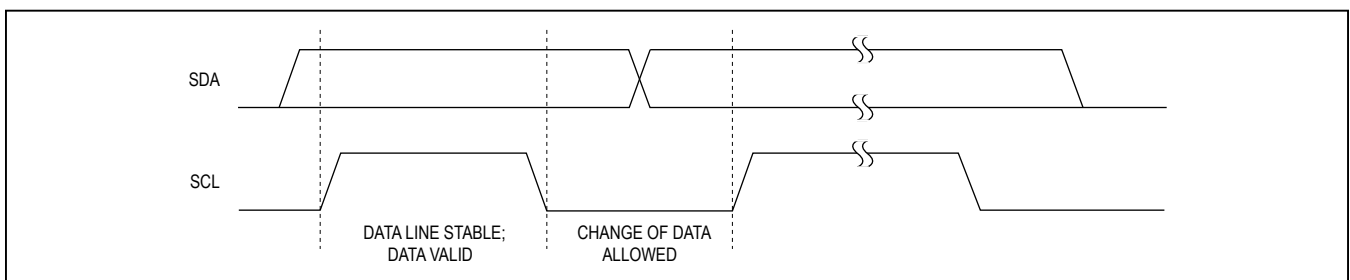 SDA
SCL
DATA LINE STABLE;
DATA VALID
CHANGE OF DATA
ALLOWED